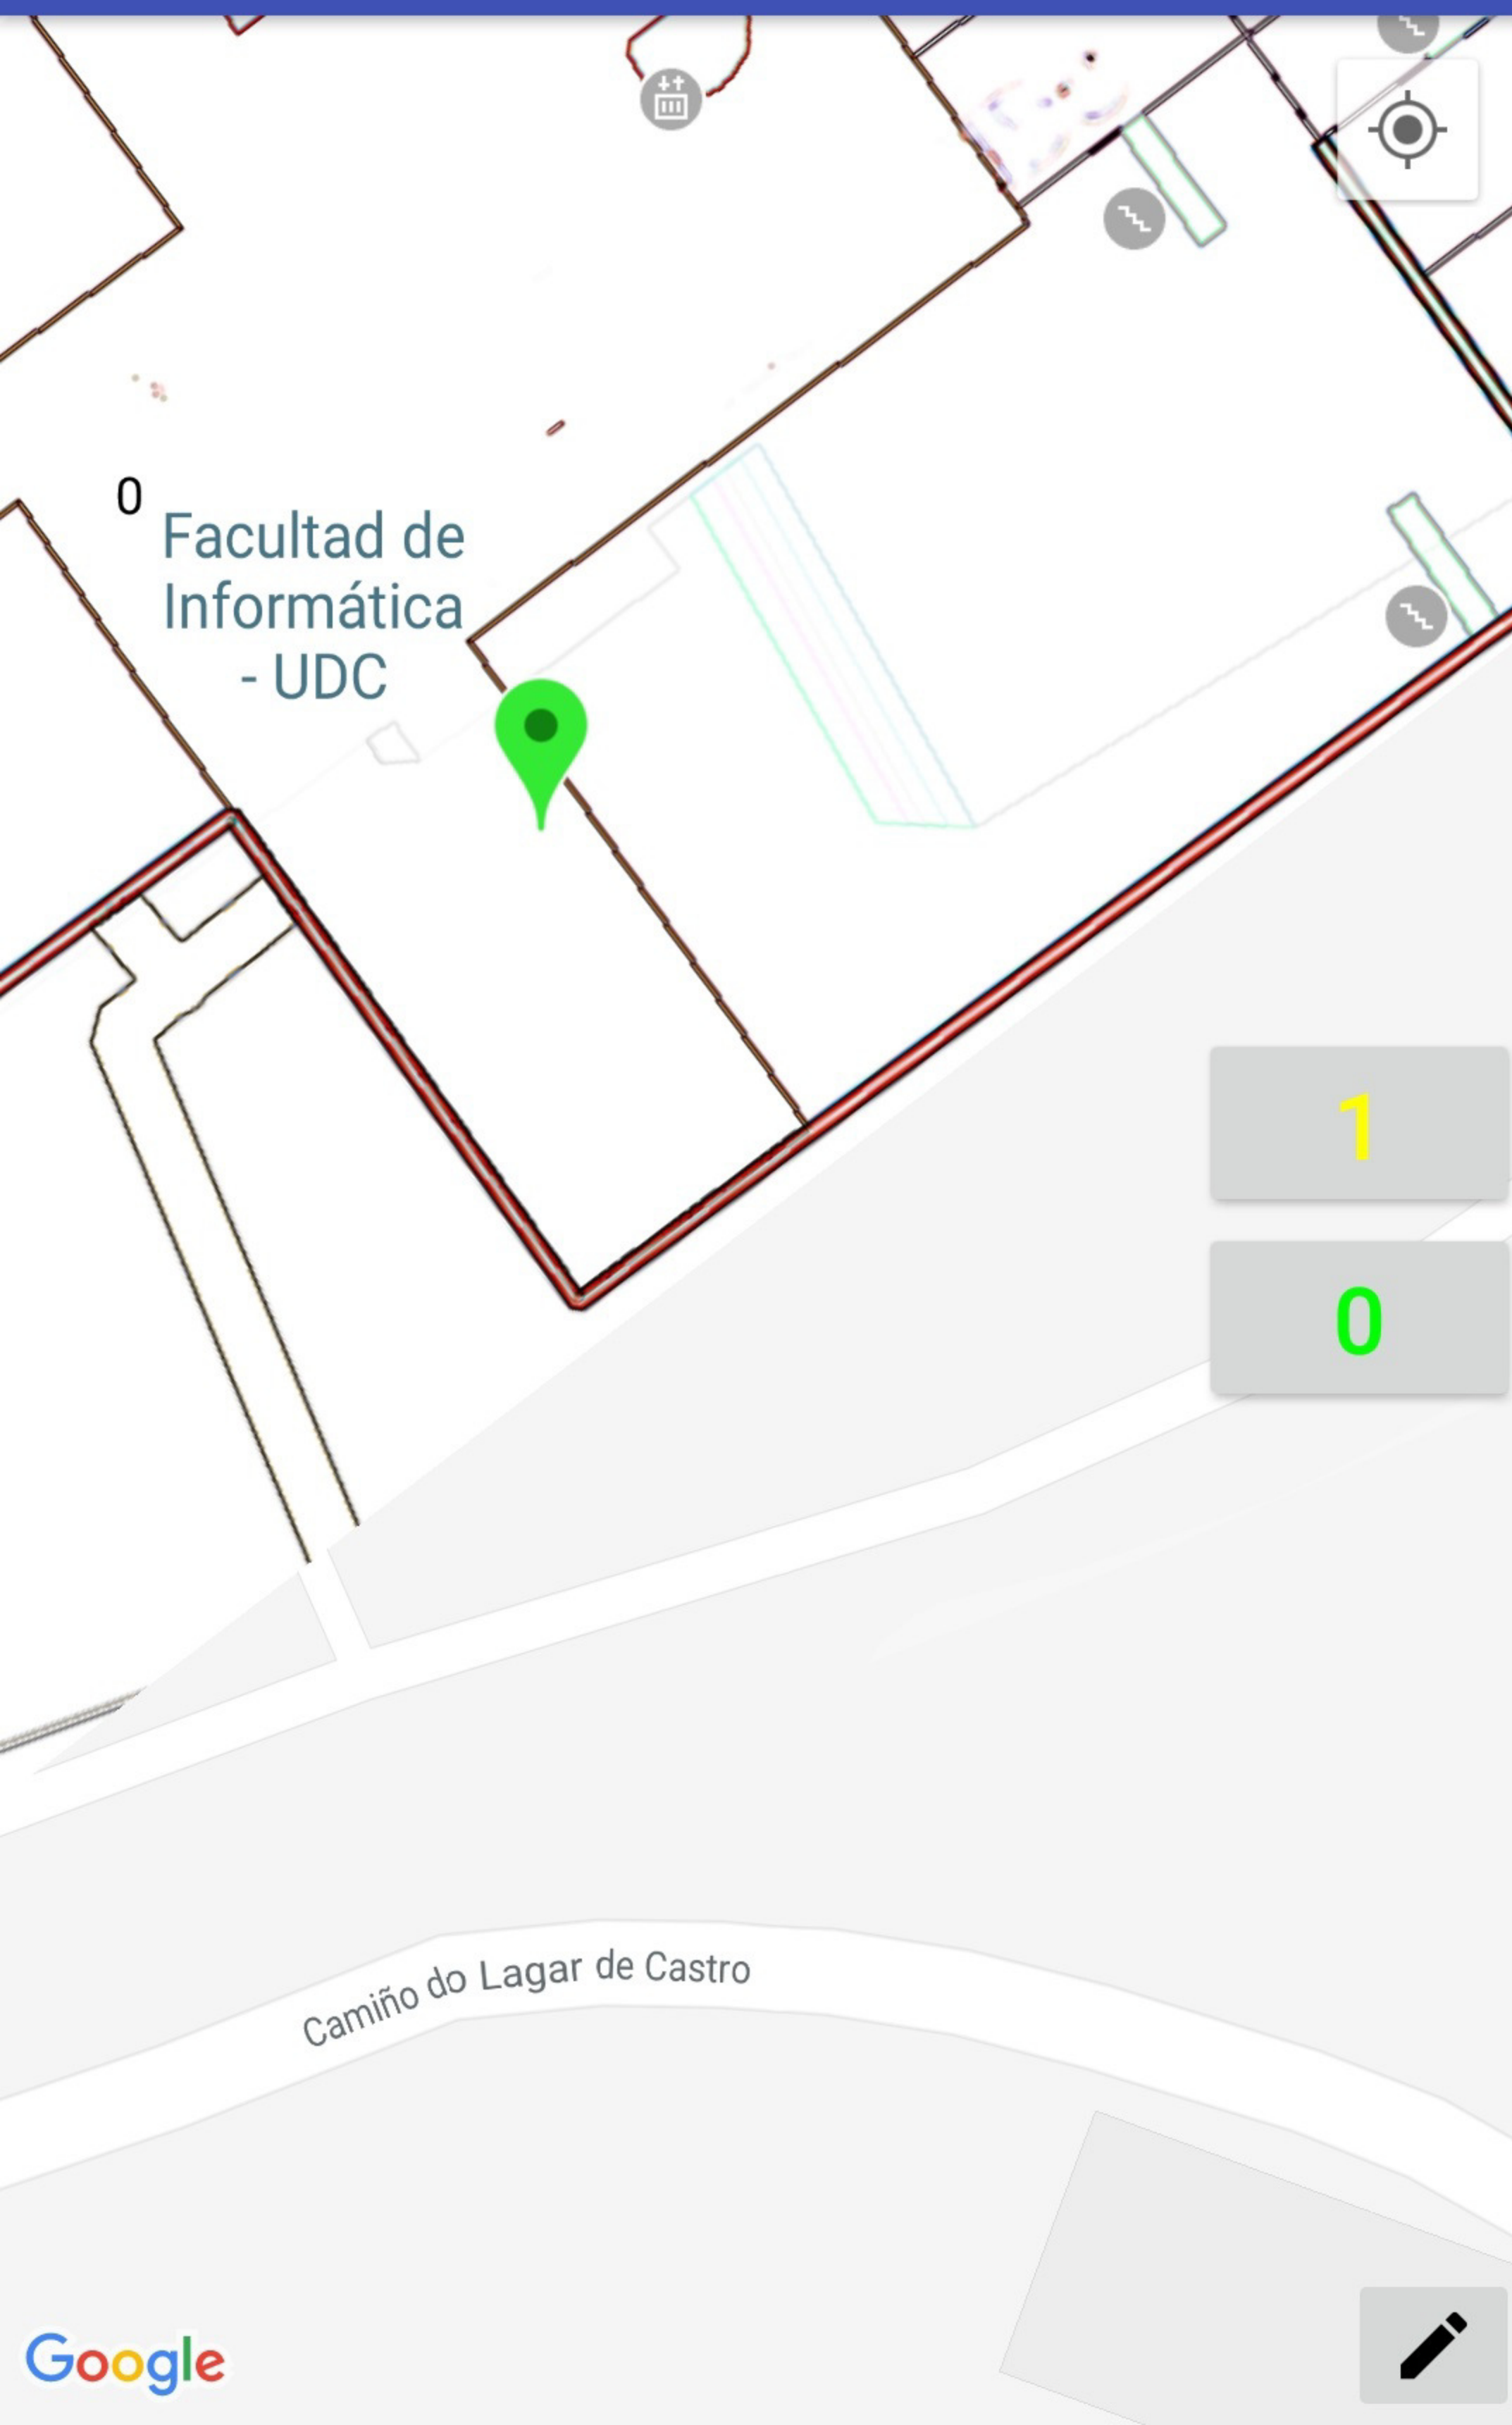 0
Facultad de
Informática
- UDC
1
0
Camiño do Lagar de Castro
Google